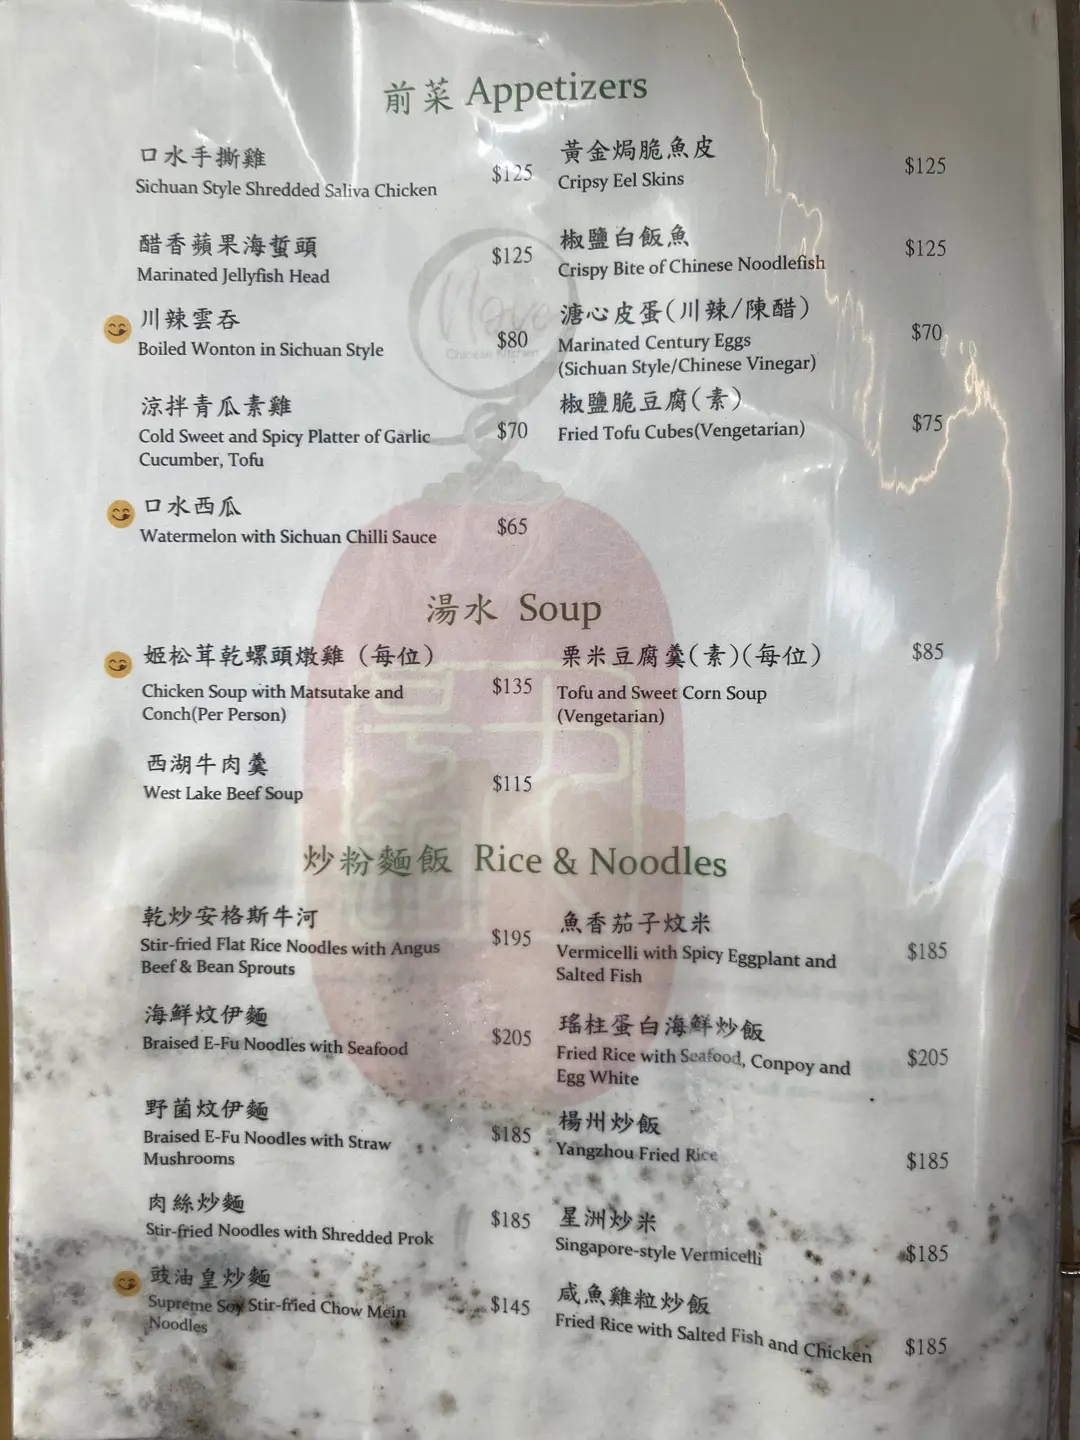 前菜 Appetizers
口水手撕雞
Sichuan Style Shredded Saliva Chicken
$125
黃金焗脆魚皮
Cripsy Eel Skins
$125
醋香蘋果海蜇頭
Marinated Jellyfish Head
$125
椒鹽白飯魚
Crispy Bite of Chinese Noodlefish
$125
川辣雲吞
Boiled Wonton in Sichuan Style
$80
溏心皮蛋(川辣/陳醋)
Marinated Century Eggs
(Sichuan Style/Chinese Vinegar)
$70
涼拌青瓜素雞
Cold Sweet and Spicy Platter of Garlic
Cucumber, Tofu
$70
椒鹽脆豆腐(素)
Fried Tofu Cubes(Vengetarian)
$75
口水西瓜
Watermelon with Sichuan Chilli Sauce
$65
湯水 Soup
姬松茸乾螺頭燉雞 (每位)
Chicken Soup with Matsutake and
Conch(Per Person)
$135
粟米豆腐羹(素)(每位)
Tofu and Sweet Corn Soup
(Vengetarian)
$85
西湖牛肉羹
West Lake Beef Soup
$115
炒粉麵飯 Rice & Noodles
乾炒安格斯牛河
Stir-fried Flat Rice Noodles with Angus
Beef & Bean Sprouts
$195
魚香茄子炆米
Vermicelli with Spicy Eggplant and
Salted Fish
$185
海鮮炆伊麵
Braised E-Fu Noodles with Seafood
$205
瑤柱蛋白海鮮炒飯
Fried Rice with Seafood, Conpoy and
Egg White
$205
野菌炆伊麵
Braised E-Fu Noodles with Straw
Mushrooms
$185
楊州炒飯
Yangzhou Fried Rice
$185
肉絲炒麵
Stir-fried Noodles with Shredded Prok
$185
星洲炒米
Singapore-style Vermicelli
$185
豉油皇炒麵
Supreme Soy Stir-fried Chow Mein
Noodles
$145
咸魚雞粒炒飯
Fried Rice with Salted Fish and Chicken
$185
Chinese Kitchen